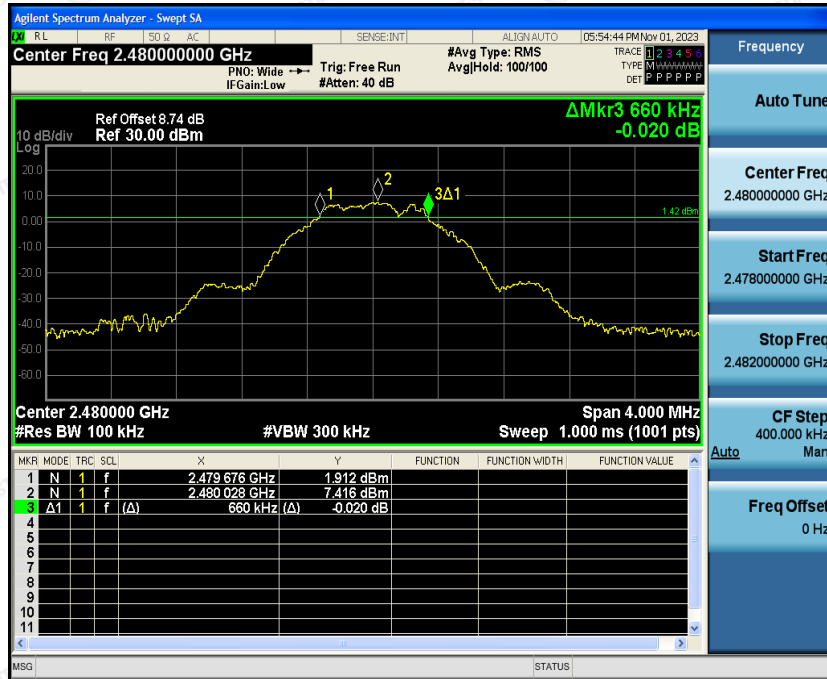 Agilent Spectrum Analyzer - Swept SA
RL RF 50 Ω AC SENSE:INT ALIGN AUTO 05:54:44 PM Nov 01, 2023
Center Freq 2.480000000 GHz
PNO: Wide
IFGain:Low
Trig: Free Run
#Atten: 40 dB
#Avg Type: RMS
Avg|Hold: 100/100
TRACE 1 2 3 4 5 6
TYPE M
DET P P P P P P
Ref Offset 8.74 dB
Ref 30.00 dBm
10 dB/div
Log
ΔMkr3 660 kHz
-0.020 dB
20.0
10.0
0.00
-10.0
-20.0
-30.0
-40.0
-50.0
-60.0
1
2
3Δ1
1.42 dBm
Center 2.480000 GHz Span 4.000 MHz
#Res BW 100 kHz #VBW 300 kHz Sweep 1.000 ms (1001 pts)
MKR MODE TRC SCL X Y FUNCTION FUNCTION WIDTH FUNCTION VALUE
1 N 1 f 2.479 676 GHz 1.912 dBm
2 N 1 f 2.480 028 GHz 7.416 dBm
3 Δ1 1 f (Δ) 660 kHz (Δ) -0.020 dB
4
5
6
7
8
9
10
11
MSG STATUS
Frequency
Auto Tune
Center Freq
2.480000000 GHz
Start Freq
2.478000000 GHz
Stop Freq
2.482000000 GHz
CF Step
400.000 kHz
Auto Man
Freq Offset
0 Hz